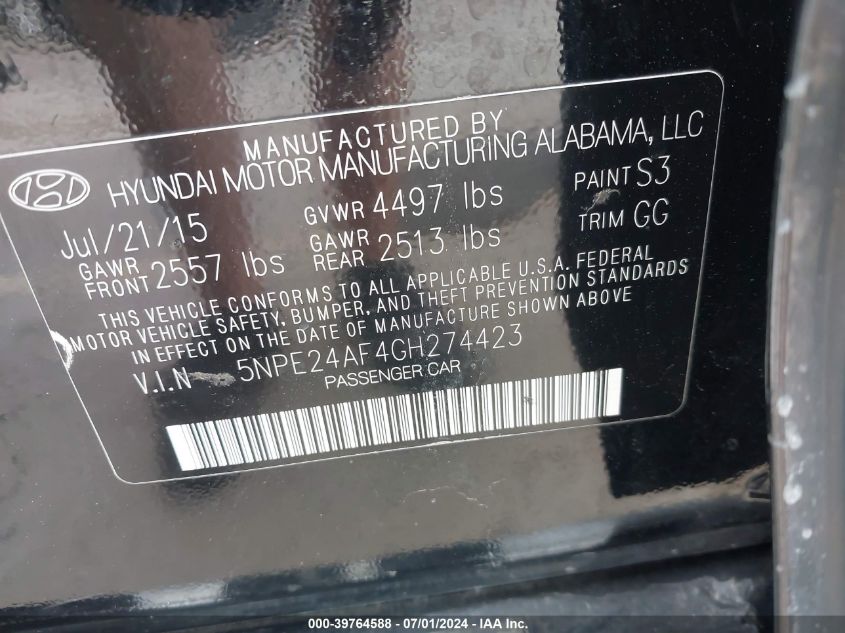 MANUFACTURED BY
HYUNDAI MOTOR MANUFACTURING ALABAMA, LLC
Jul/21/15 GVWR 4497 lbs PAINT S3
GAWR FRONT 2557 lbs GAWR REAR 2513 lbs TRIM GG
THIS VEHICLE CONFORMS TO ALL APPLICABLE U.S.A. FEDERAL
MOTOR VEHICLE SAFETY, BUMPER, AND THEFT PREVENTION STANDARDS
IN EFFECT ON THE DATE OF MANUFACTURE SHOWN ABOVE
V.I.N 5NPE24AF4GH274423
PASSENGER CAR
000-39764588 - 07/01/2024 - IAA Inc.